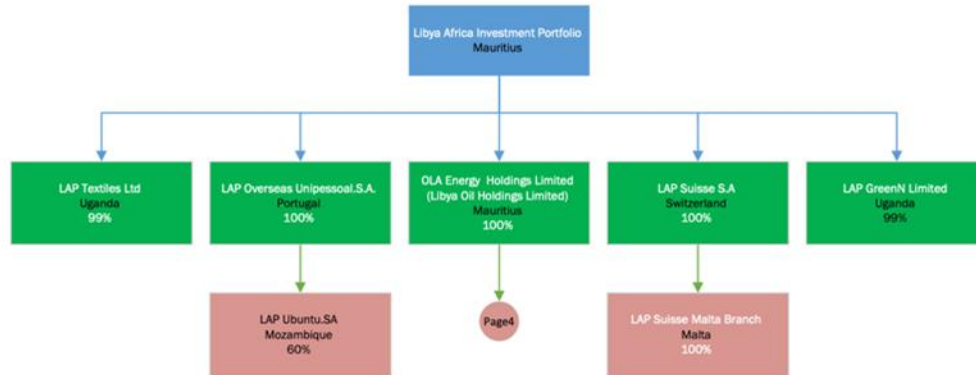 Libya Africa Investment Portfolio
Mauritius
LAP Textiles Ltd
Uganda
99%
LAP Overseas Unipessoal.S.A.
Portugal
100%
OLA Energy Holdings Limited
(Libya Oil Holdings Limited)
Mauritius
100%
LAP Suisse S.A
Switzerland
100%
LAP GreenN Limited
Uganda
99%
LAP Ubuntu.SA
Mozambique
60%
Page4
LAP Suisse Malta Branch
Malta
100%